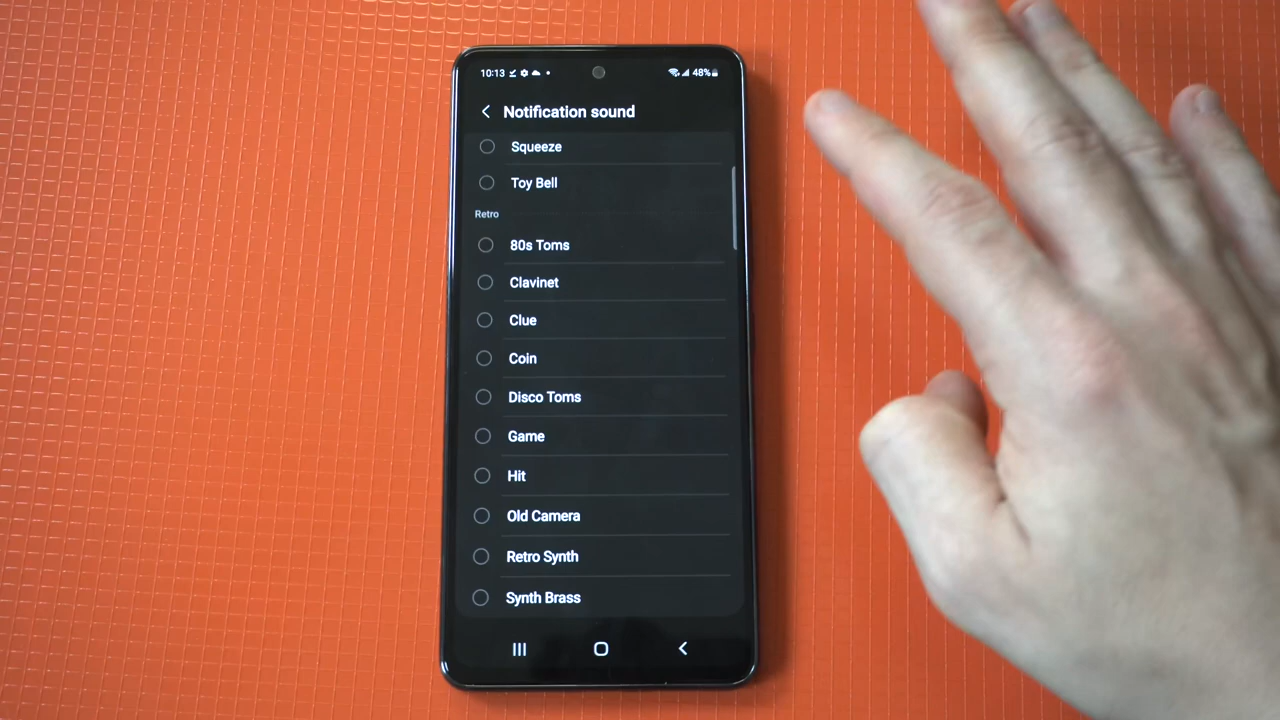 10:13 48%
Notification sound
Squeeze
Toy Bell
Retro
80s Toms
Clavinet
Clue
Coin
Disco Toms
Game
Hit
Old Camera
Retro Synth
Synth Brass